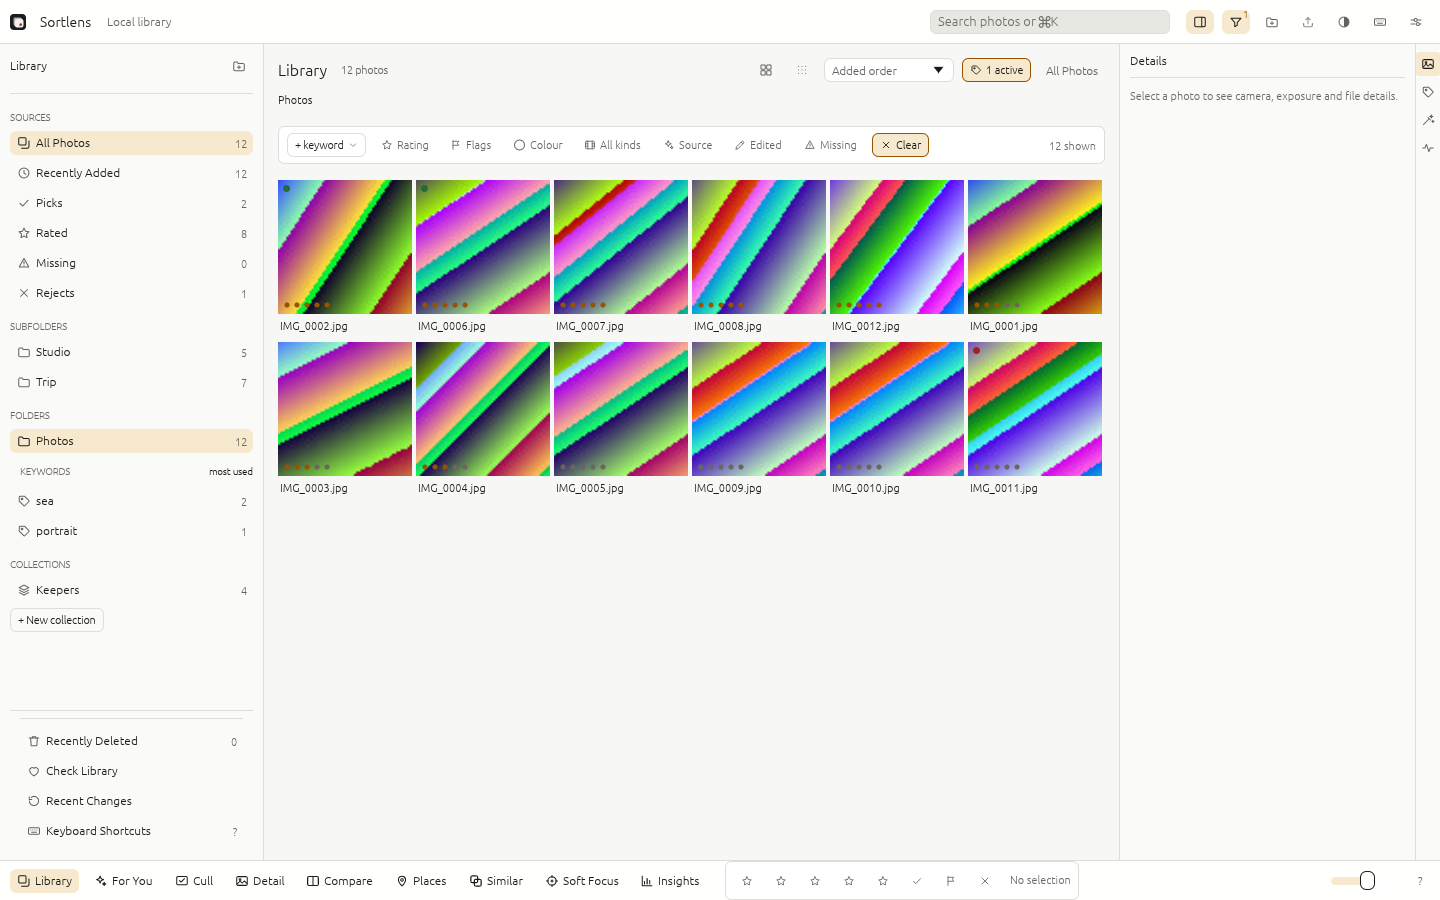 Sortlens Local library Search photos or ⌘K 1
Library
SOURCES
All Photos 12
Recently Added 12
Picks 2
Rated 8
Missing 0
Rejects 1
SUBFOLDERS
Studio 5
Trip 7
FOLDERS
Photos 12
KEYWORDS most used
sea 2
portrait 1
COLLECTIONS
Keepers 4
+ New collection
Recently Deleted 0
Check Library
Recent Changes
Keyboard Shortcuts ?
Library 12 photos Added order 1 active All Photos
Photos
+ keyword Rating Flags Colour All kinds Source Edited Missing Clear 12 shown
IMG_0002.jpg IMG_0006.jpg IMG_0007.jpg IMG_0008.jpg IMG_0012.jpg IMG_0001.jpg
IMG_0003.jpg IMG_0004.jpg IMG_0005.jpg IMG_0009.jpg IMG_0010.jpg IMG_0011.jpg
Details
Select a photo to see camera, exposure and file details.
Library For You Cull Detail Compare Places Similar Soft Focus Insights No selection ?